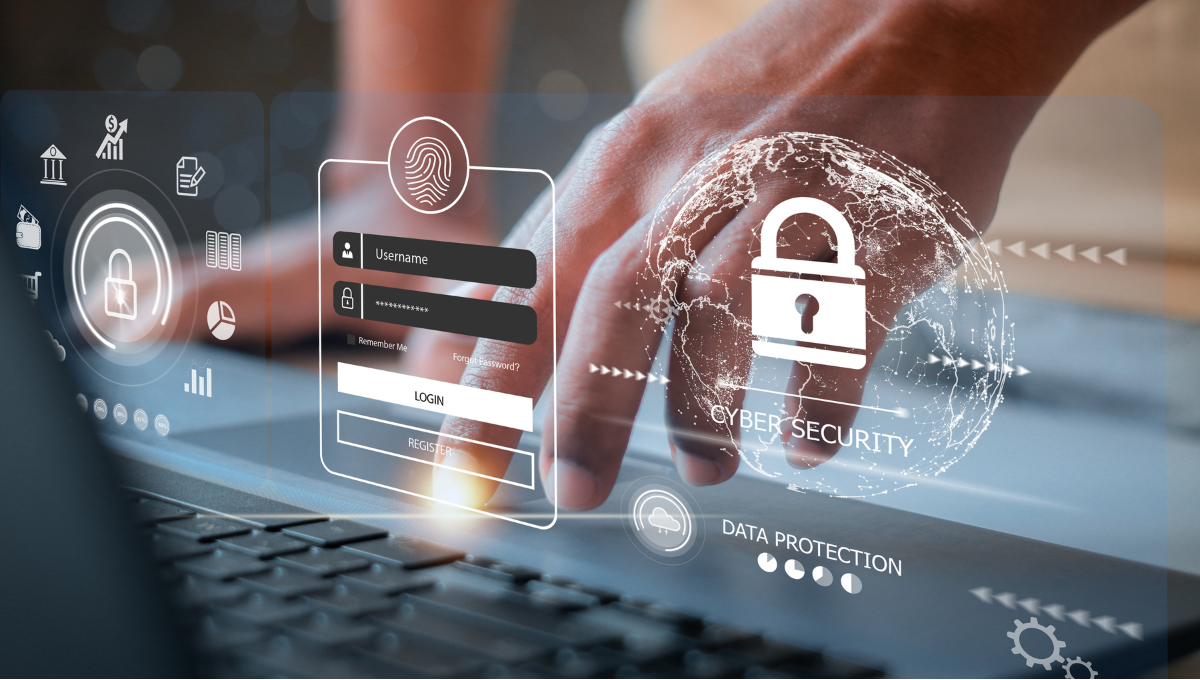 Username
************
Remember Me
Forgot Password?
LOGIN
REGISTER
CYBER SECURITY
DATA PROTECTION
$